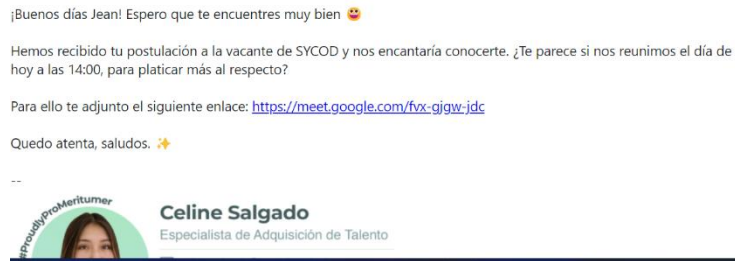 ¡Buenos días Jean! Espero que te encuentres muy bien 😀
Hemos recibido tu postulación a la vacante de SYCOD y nos encantaría conocerte. ¿Te parece si nos reunimos el día de
hoy a las 14:00, para platicar más al respecto?
Para ello te adjunto el siguiente enlace: https://meet.google.com/fvx-gjgw-jdc
Quedo atenta, saludos. ✨
--
#ProudlyProMeritumer
Celine Salgado
Especialista de Adquisición de Talento